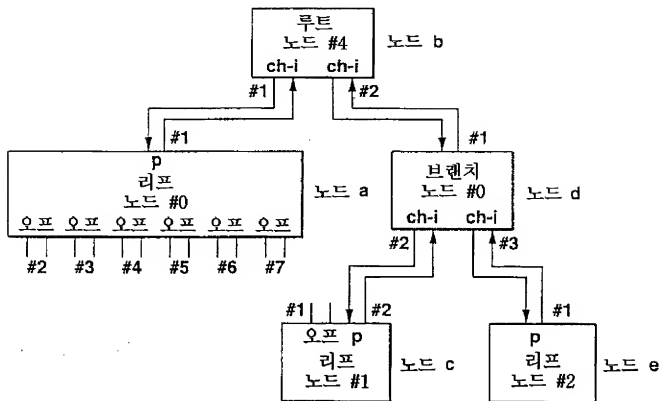 루트
노드 #4
노드 b
ch-i ch-i
#1
#2
#1
#1
p
리프
노드 #0
노드 a
오프 오프 오프 오프 오프 오프
#2 #3 #4 #5 #6 #7
브랜치
노드 #0
노드 d
ch-i ch-i
#2
#3
#1
#2
#1
오프 p
리프
노드 #1
노드 c
p
리프
노드 #2
노드 e